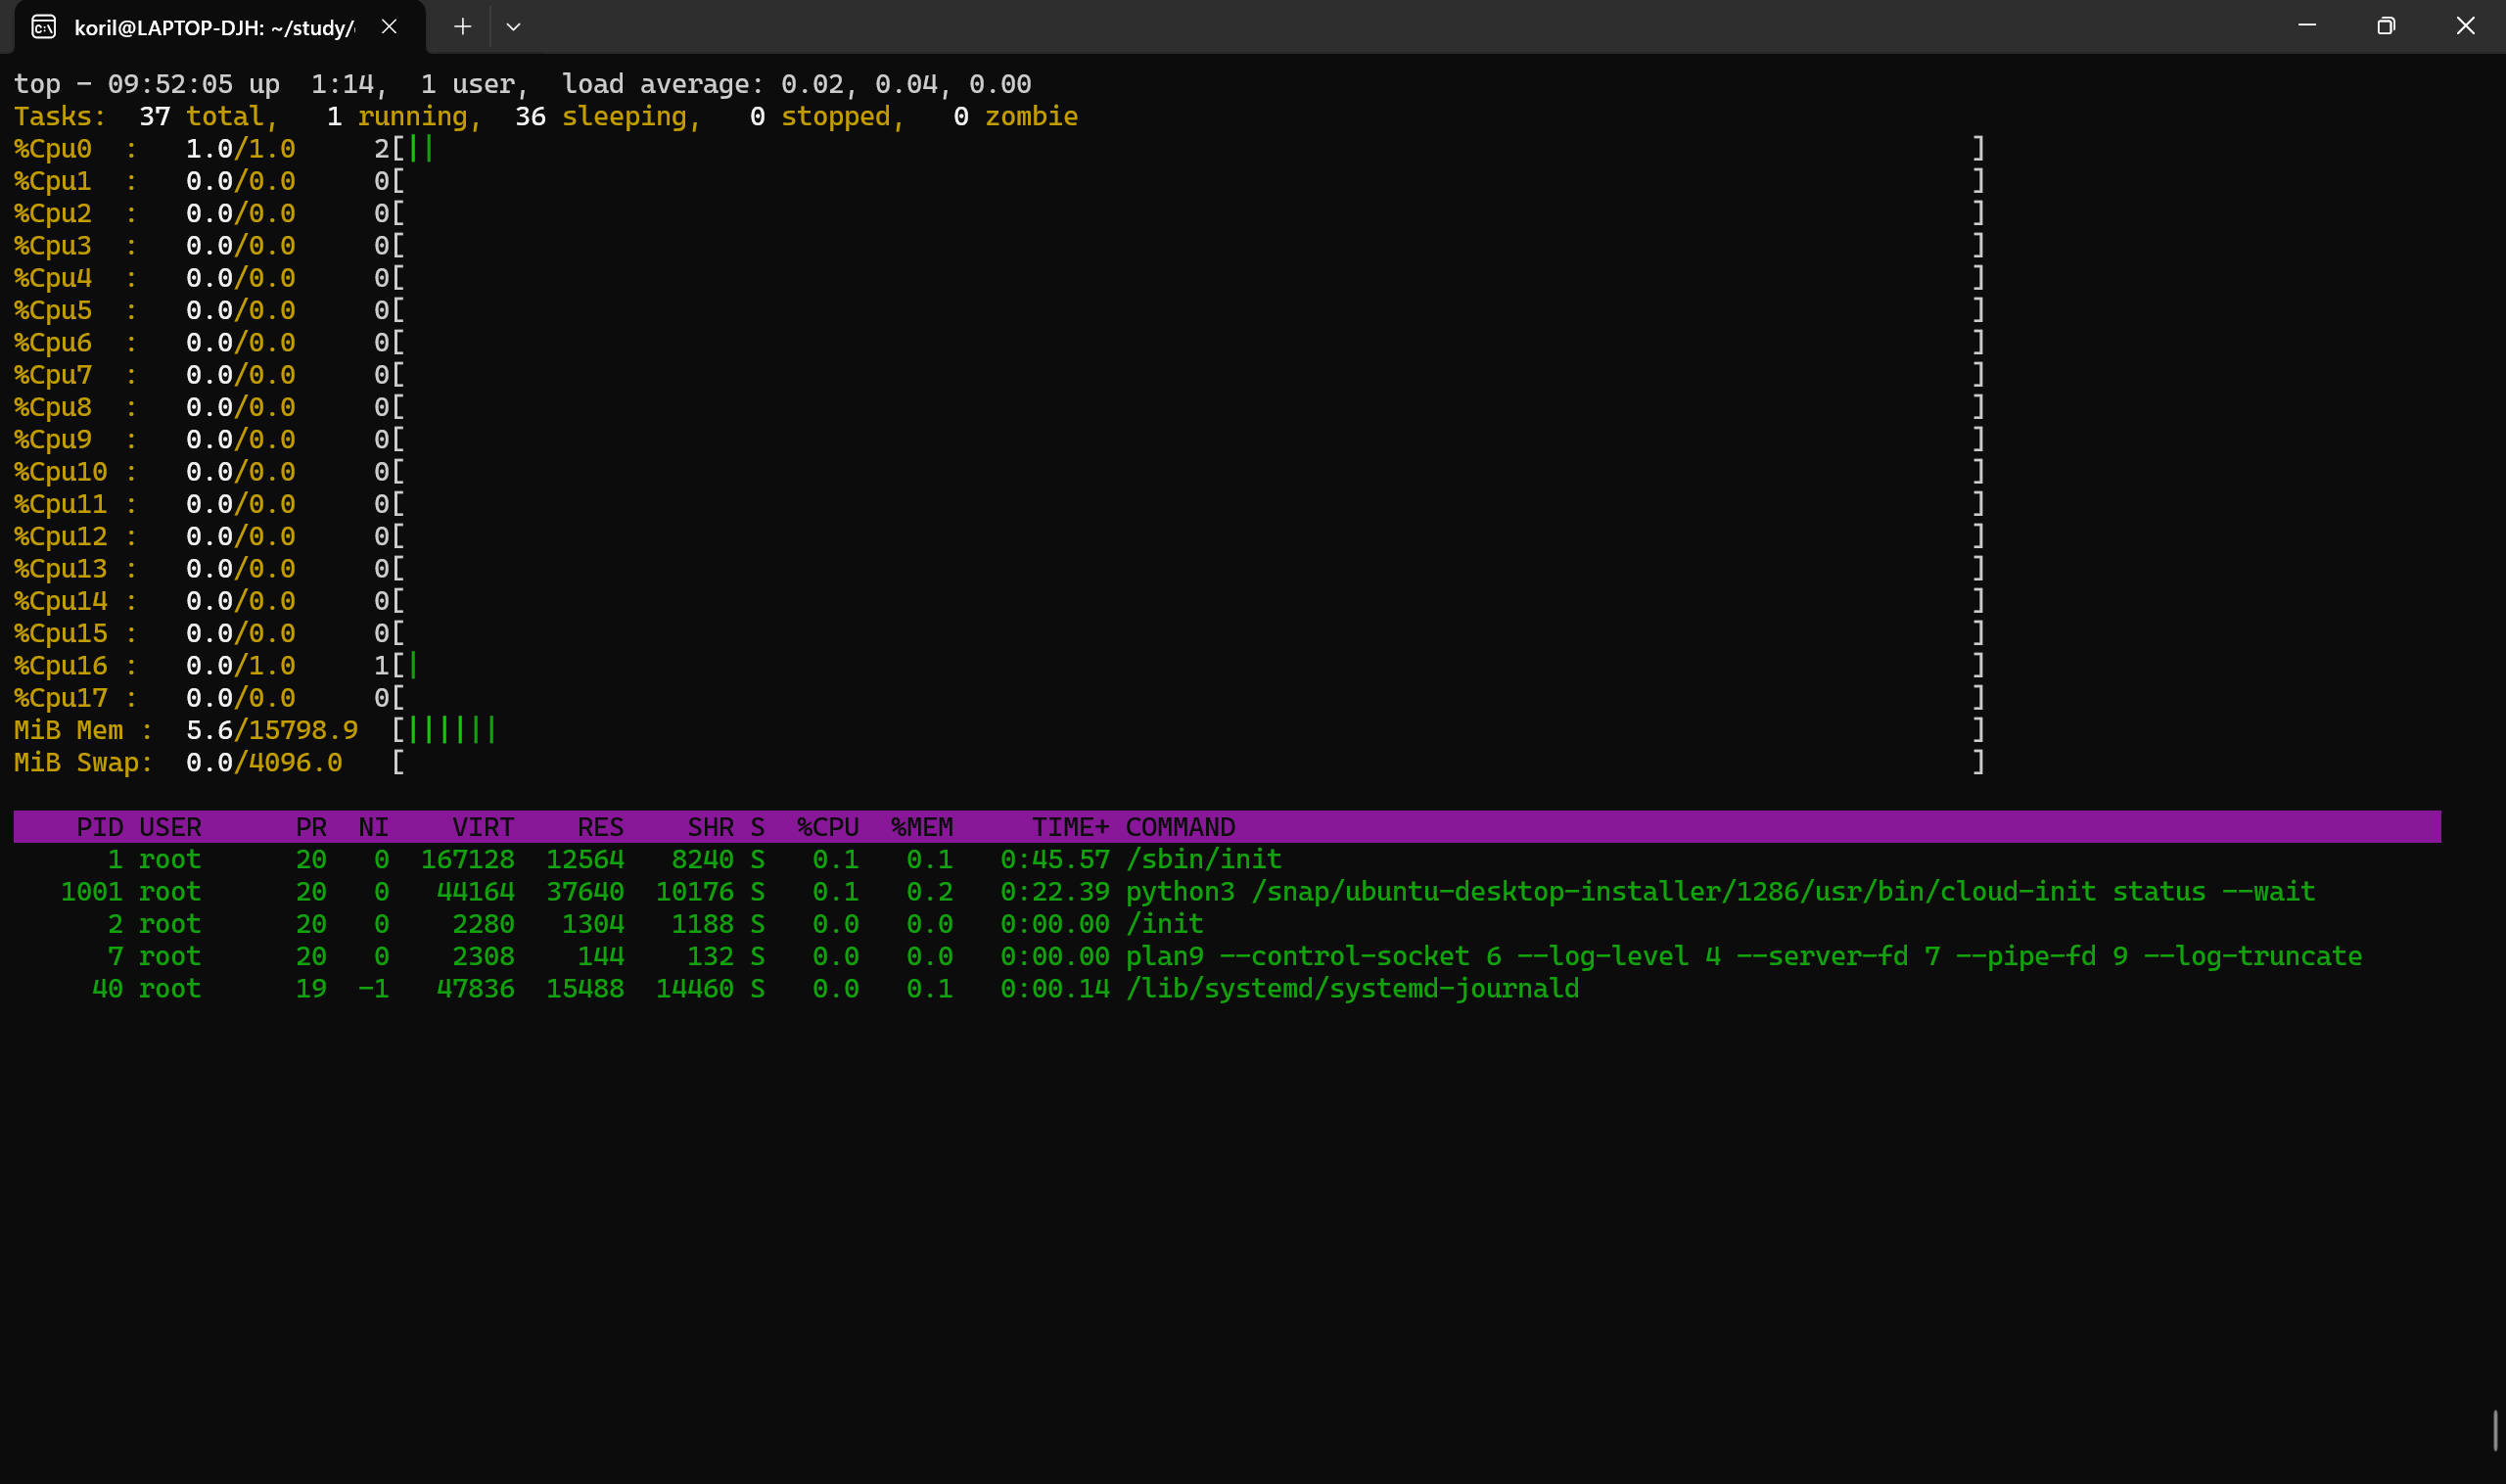 koril@LAPTOP-DJH: ~/study/
top - 09:52:05 up  1:14,  1 user,  load average: 0.02, 0.04, 0.00
Tasks:  37 total,   1 running,  36 sleeping,   0 stopped,   0 zombie
%Cpu0  :   1.0/1.0     2[||                                                                                                    ]
%Cpu1  :   0.0/0.0     0[                                                                                                    ]
%Cpu2  :   0.0/0.0     0[                                                                                                    ]
%Cpu3  :   0.0/0.0     0[                                                                                                    ]
%Cpu4  :   0.0/0.0     0[                                                                                                    ]
%Cpu5  :   0.0/0.0     0[                                                                                                    ]
%Cpu6  :   0.0/0.0     0[                                                                                                    ]
%Cpu7  :   0.0/0.0     0[                                                                                                    ]
%Cpu8  :   0.0/0.0     0[                                                                                                    ]
%Cpu9  :   0.0/0.0     0[                                                                                                    ]
%Cpu10 :   0.0/0.0     0[                                                                                                    ]
%Cpu11 :   0.0/0.0     0[                                                                                                    ]
%Cpu12 :   0.0/0.0     0[                                                                                                    ]
%Cpu13 :   0.0/0.0     0[                                                                                                    ]
%Cpu14 :   0.0/0.0     0[                                                                                                    ]
%Cpu15 :   0.0/0.0     0[                                                                                                    ]
%Cpu16 :   0.0/1.0     1[|                                                                                                   ]
%Cpu17 :   0.0/0.0     0[                                                                                                    ]
MiB Mem :  5.6/15798.9  [||||||                                                                                              ]
MiB Swap:  0.0/4096.0   [                                                                                                    ]
    PID USER      PR  NI    VIRT    RES    SHR S  %CPU  %MEM     TIME+ COMMAND
      1 root      20   0  167128  12564   8240 S   0.1   0.1   0:45.57 /sbin/init
   1001 root      20   0   44164  37640  10176 S   0.1   0.2   0:22.39 python3 /snap/ubuntu-desktop-installer/1286/usr/bin/cloud-init status --wait
      2 root      20   0    2280   1304   1188 S   0.0   0.0   0:00.00 /init
      7 root      20   0    2308    144    132 S   0.0   0.0   0:00.00 plan9 --control-socket 6 --log-level 4 --server-fd 7 --pipe-fd 9 --log-truncate
     40 root      19  -1   47836  15488  14460 S   0.0   0.1   0:00.14 /lib/systemd/systemd-journald